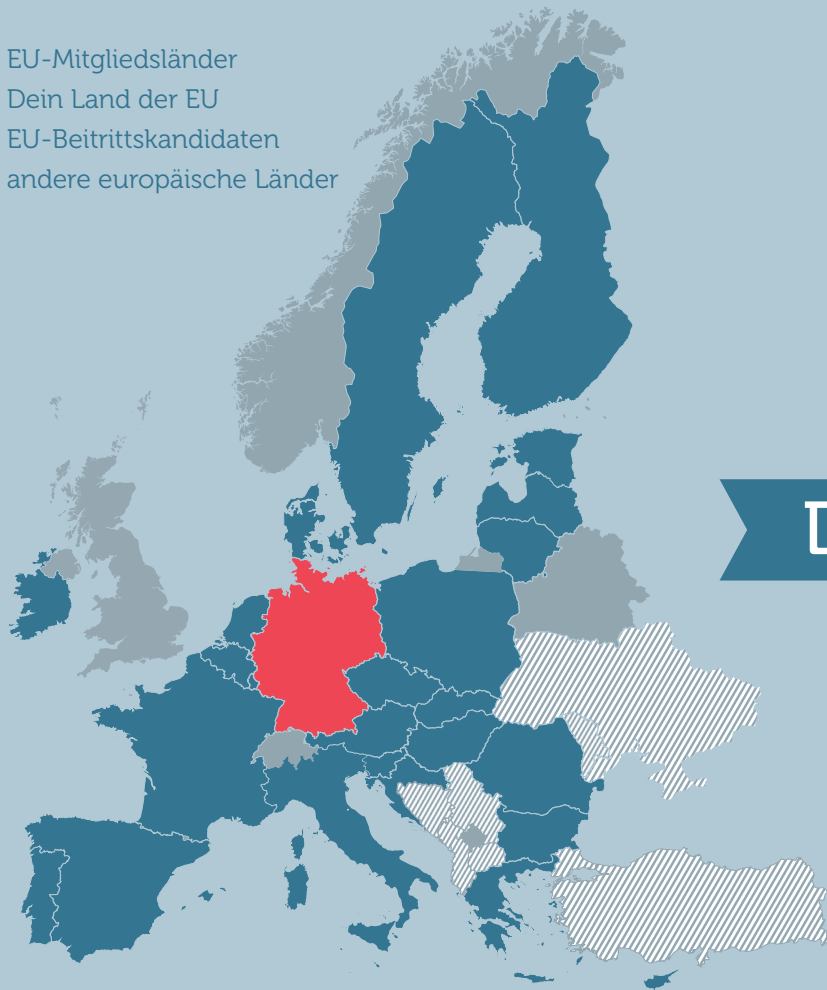 EU-Mitgliedsländer
Dein Land der EU
EU-Beitrittskandidaten
andere europäische Länder